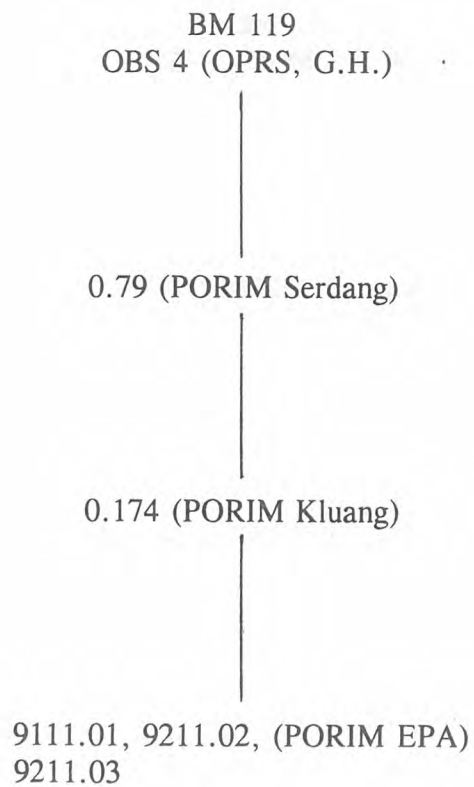 BM 119
OBS 4 (OPRS, G.H.)
0.79 (PORIM Serdang)
0.174 (PORIM Kluang)
9111.01, 9211.02, (PORIM EPA)
9211.03